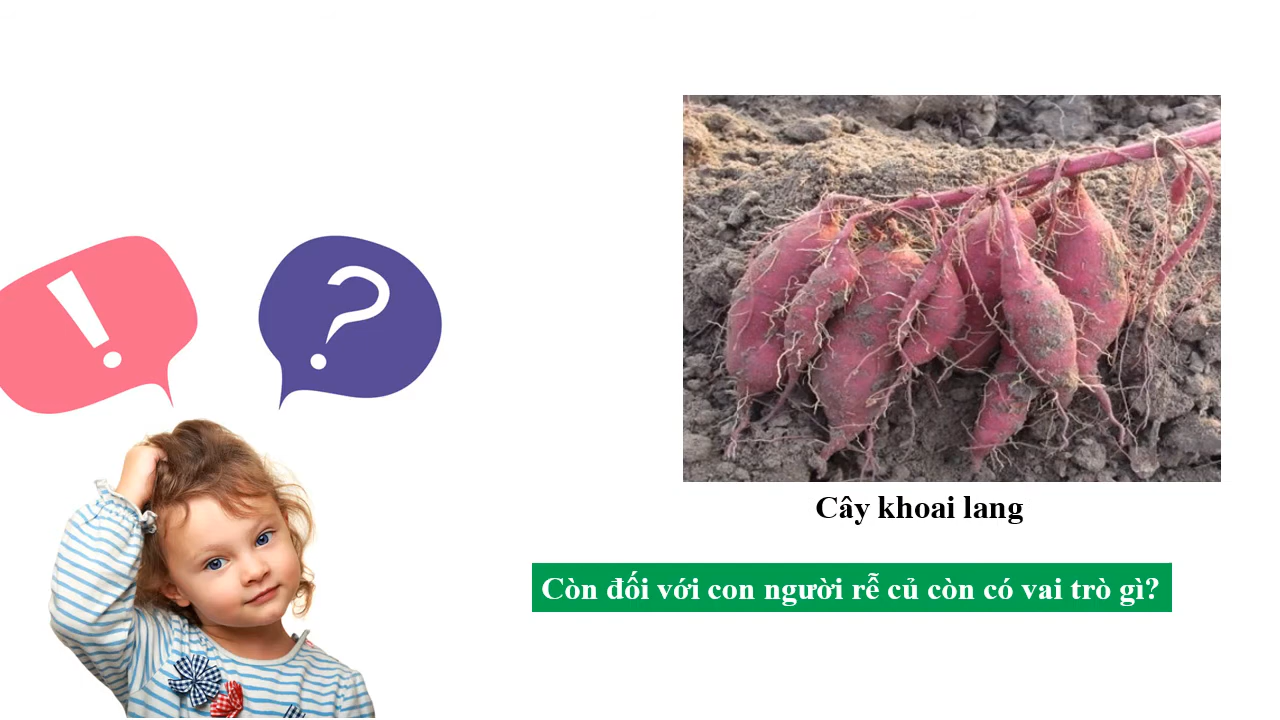 !
?
Cây khoai lang
Còn đối với con người rễ củ còn có vai trò gì?